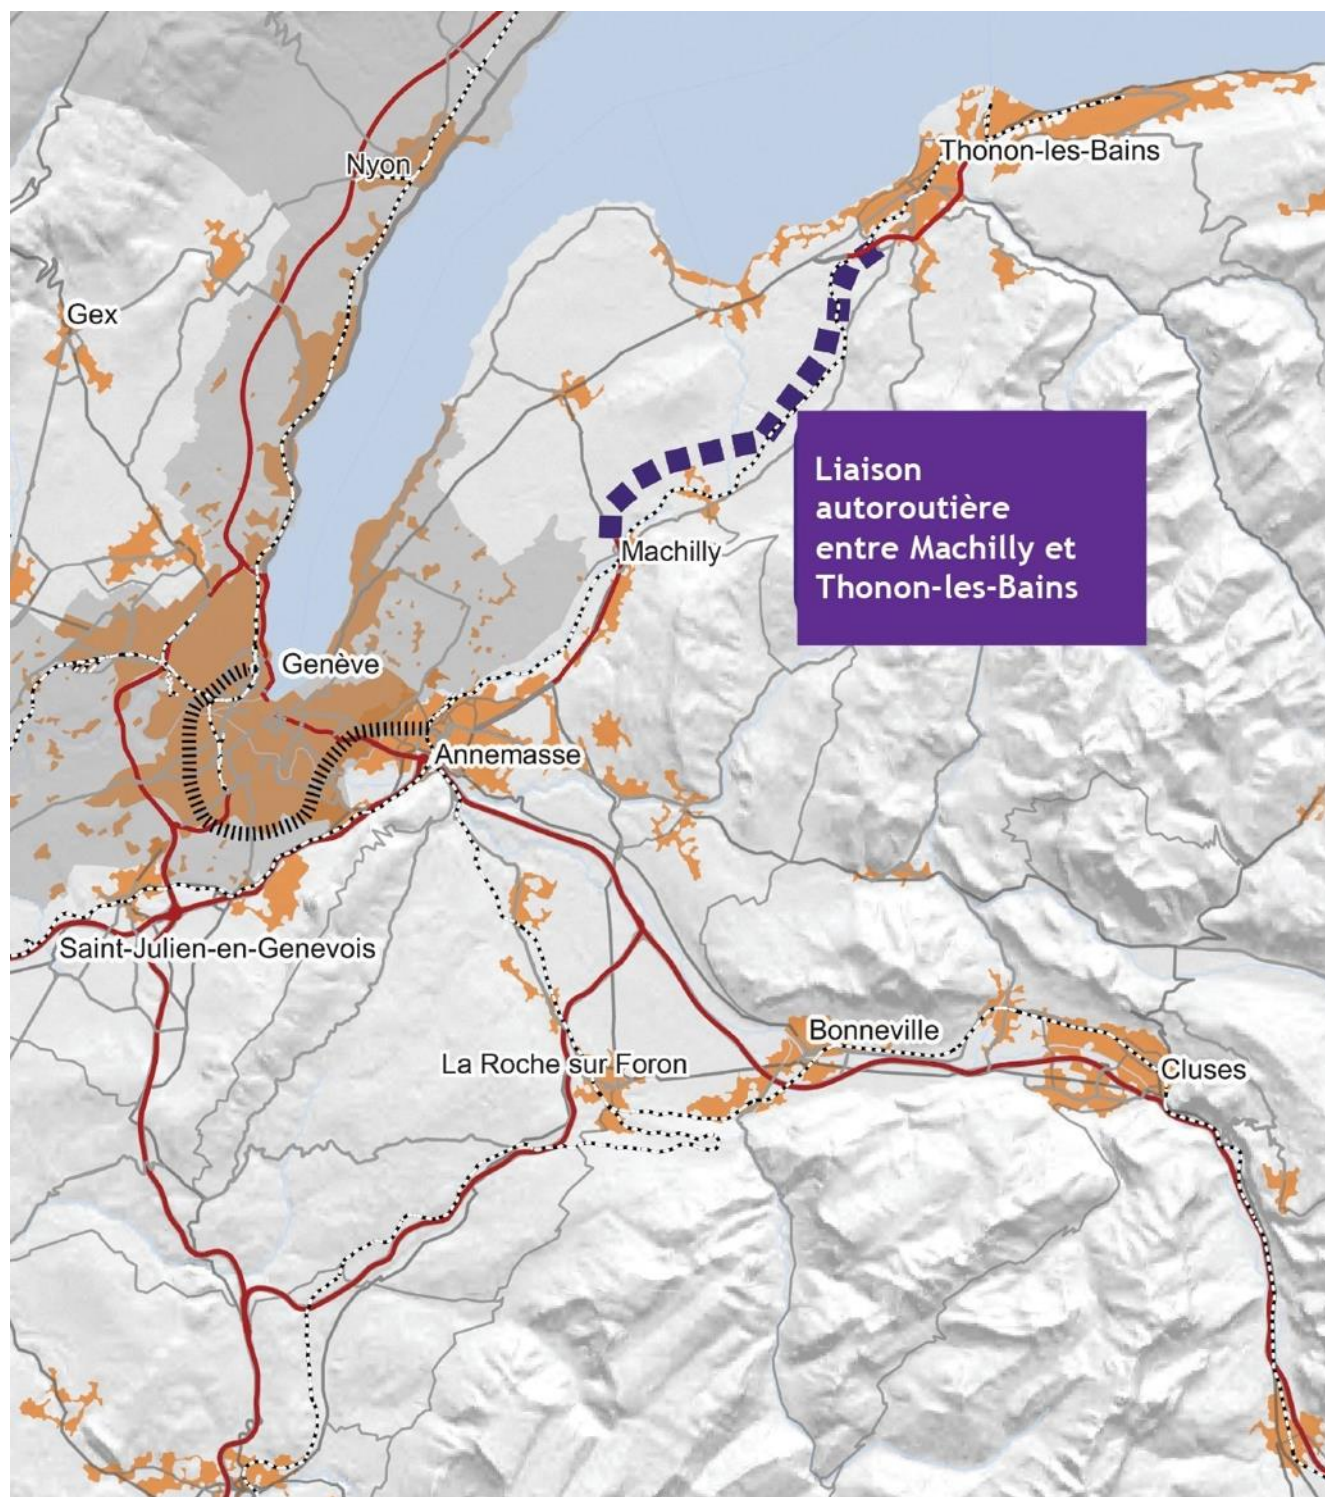 Thonon-les-Bains
Nyon
Gex
Liaison
autoroutière
entre Machilly et
Thonon-les-Bains
Machilly
Genève
Annemasse
Saint-Julien-en-Genevois
Bonneville
La Roche sur Foron
Cluses